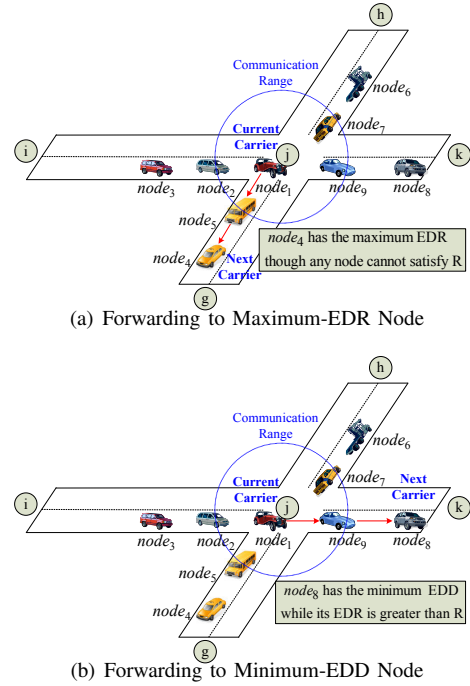 h
Communication
Range
node6
node7
Current
Carrier
i
j
k
node3
node2
node1
node9
node8
node5
node4
Next
Carrier
node4 has the maximum EDR
though any node cannot satisfy R
g
(a) Forwarding to Maximum-EDR Node
h
Communication
Range
node6
node7
Current
Carrier
Next
Carrier
i
j
k
node3
node2
node1
node9
node8
node5
node4
node8 has the minimum EDD
while its EDR is greater than R
g
(b) Forwarding to Minimum-EDD Node